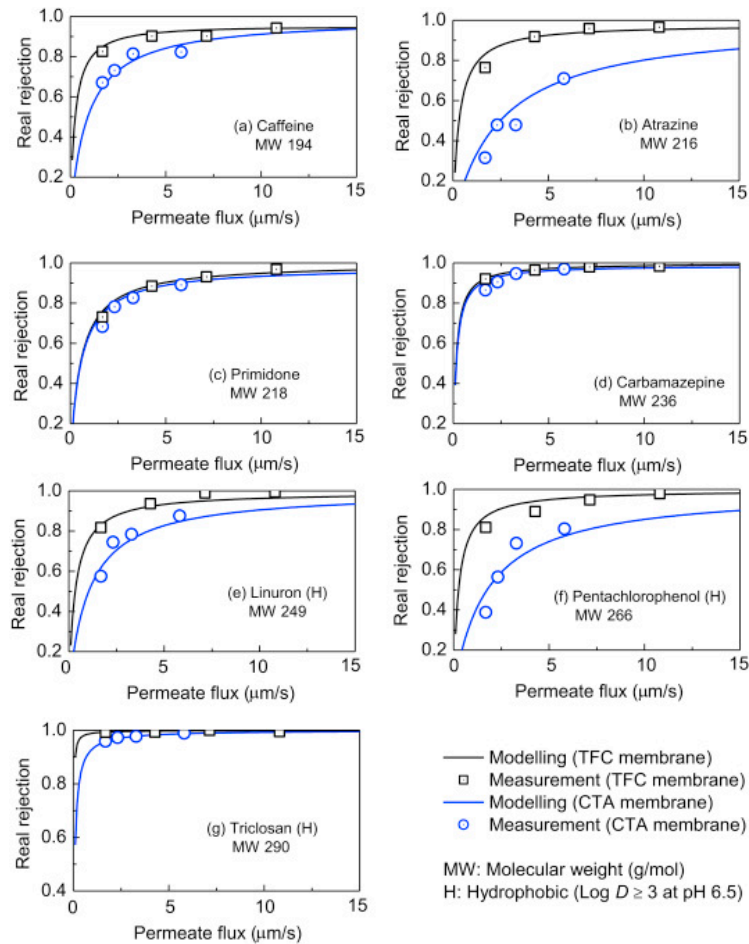 1.0
0.8
0.6
0.4
0.2
Real rejection
(a) Caffeine
MW 194
0
5
10
15
Permeate flux (μm/s)
1.0
0.8
0.6
0.4
0.2
Real rejection
(b) Atrazine
MW 216
0
5
10
15
Permeate flux (μm/s)
1.0
0.8
0.6
0.4
0.2
Real rejection
(c) Primidone
MW 218
0
5
10
15
Permeate flux (μm/s)
1.0
0.8
0.6
0.4
0.2
Real rejection
(d) Carbamazepine
MW 236
0
5
10
15
Permeate flux (μm/s)
1.0
0.8
0.6
0.4
0.2
Real rejection
(e) Linuron (H)
MW 249
0
5
10
15
Permeate flux (μm/s)
1.0
0.8
0.6
0.4
0.2
Real rejection
(f) Pentachlorophenol (H)
MW 266
0
5
10
15
Permeate flux (μm/s)
1.0
0.8
0.6
0.4
Real rejection
(g) Triclosan (H)
MW 290
0
5
10
15
Permeate flux (μm/s)
Modelling (TFC membrane)
Measurement (TFC membrane)
Modelling (CTA membrane)
Measurement (CTA membrane)
MW: Molecular weight (g/mol)
H: Hydrophobic (Log D ≥ 3 at pH 6.5)